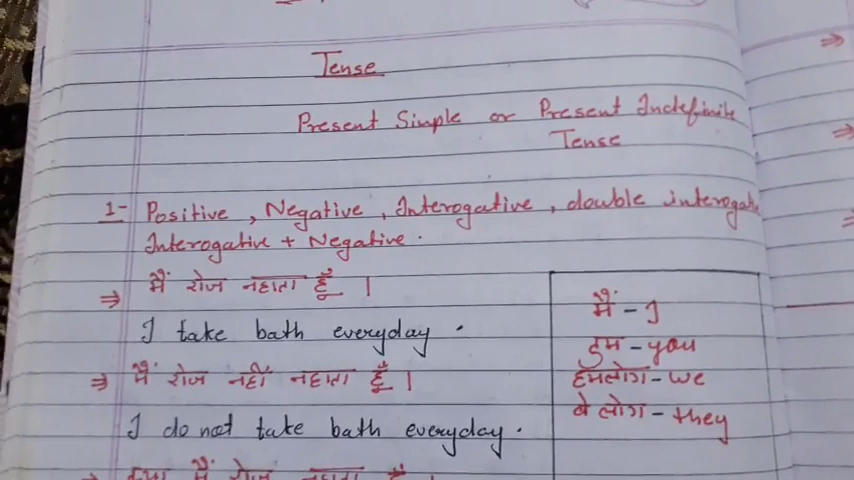 Tense
Present Simple or Present Indefinite
Tense
1- Positive, Negative, Interogative, double interogati
Interogative + Negative.
⇒ मैं रोज नहाता हूँ।
I take bath everyday.
⇒ मैं रोज नहीं नहाता हूँ।
I do not take bath everyday.
मैं - I
तुम - you
हमलोग - we
वे लोग - they
मैं रोज